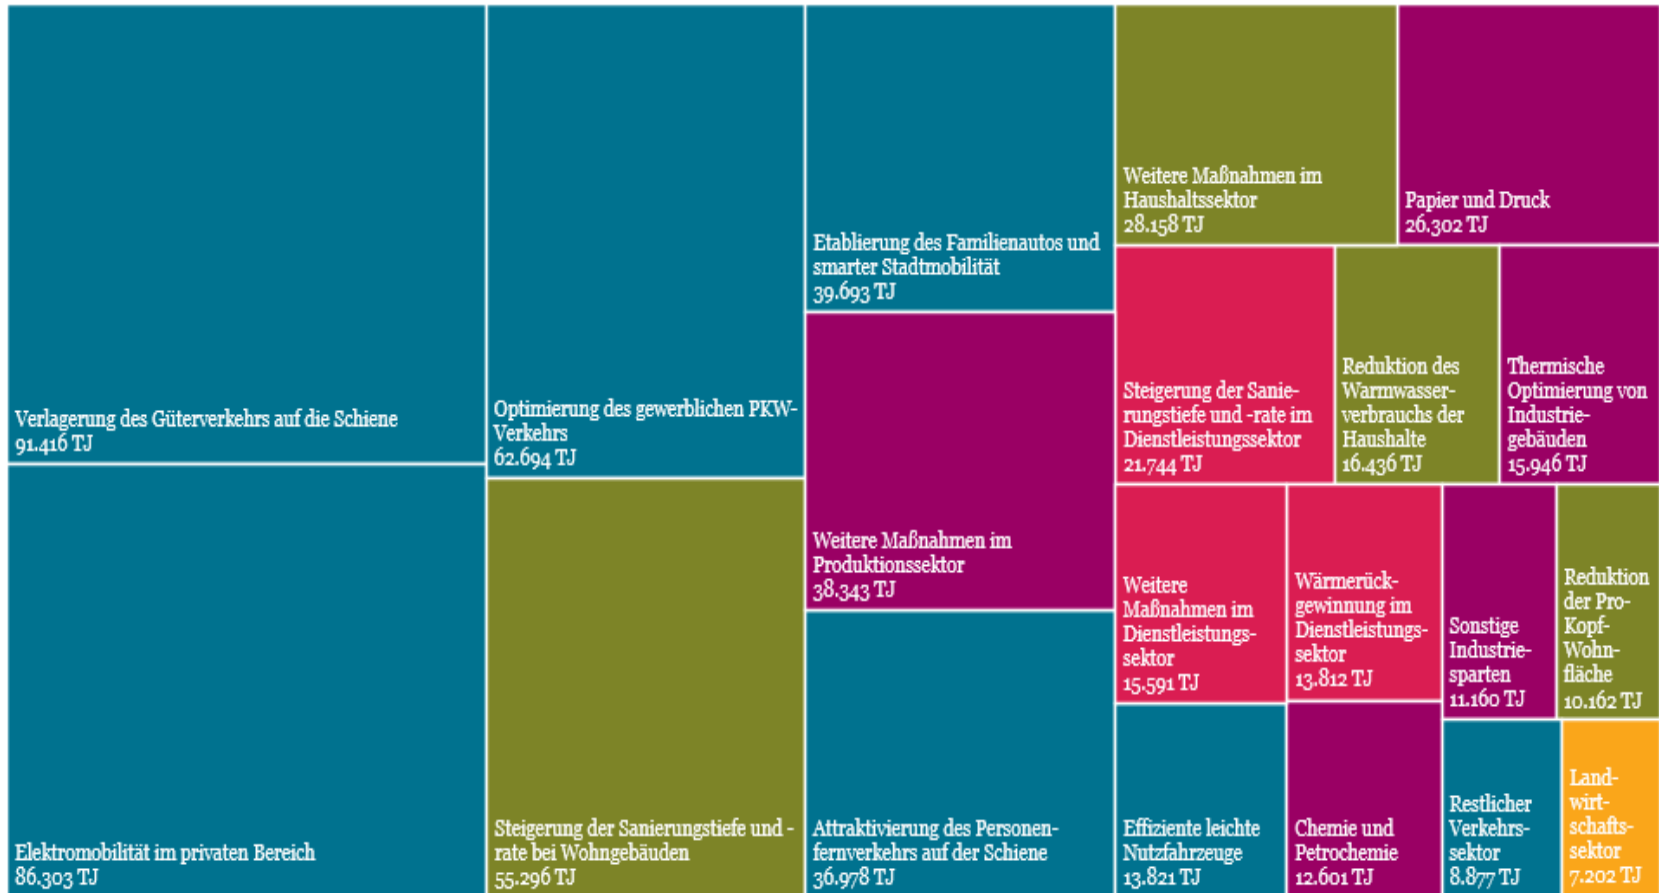 Verlagerung des Güterverkehrs auf die Schiene
91.416 TJ
Elektromobilität im privaten Bereich
86.303 TJ
Optimierung des gewerblichen PKW-
Verkehrs
62.694 TJ
Steigerung der Sanierungstiefe und -
rate bei Wohngebäuden
55.296 TJ
Etablierung des Familienautos und
smarter Stadtmobilität
39.693 TJ
Weitere Maßnahmen im
Produktionssektor
38.343 TJ
Attraktivierung des Personen-
fernverkehrs auf der Schiene
36.978 TJ
Weitere Maßnahmen im
Haushaltssektor
28.158 TJ
Papier und Druck
26.302 TJ
Steigerung der Sanie-
rungstiefe und -rate im
Dienstleistungssektor
21.744 TJ
Reduktion des
Warmwasser-
verbrauchs der
Haushalte
16.436 TJ
Thermische
Optimierung von
Industrie-
gebäuden
15.946 TJ
Weitere
Maßnahmen im
Dienstleistungs-
sektor
15.591 TJ
Wärmerück-
gewinnung im
Dienstleistungs-
sektor
13.812 TJ
Sonstige
Industrie-
sparten
11.160 TJ
Reduktion
der Pro-
Kopf-
Wohn-
fläche
10.162 TJ
Effiziente leichte
Nutzfahrzeuge
13.821 TJ
Chemie und
Petrochemie
12.601 TJ
Restlicher
Verkehrs-
sektor
8.877 TJ
Land-
wirt-
schafts-
sektor
7.202 TJ